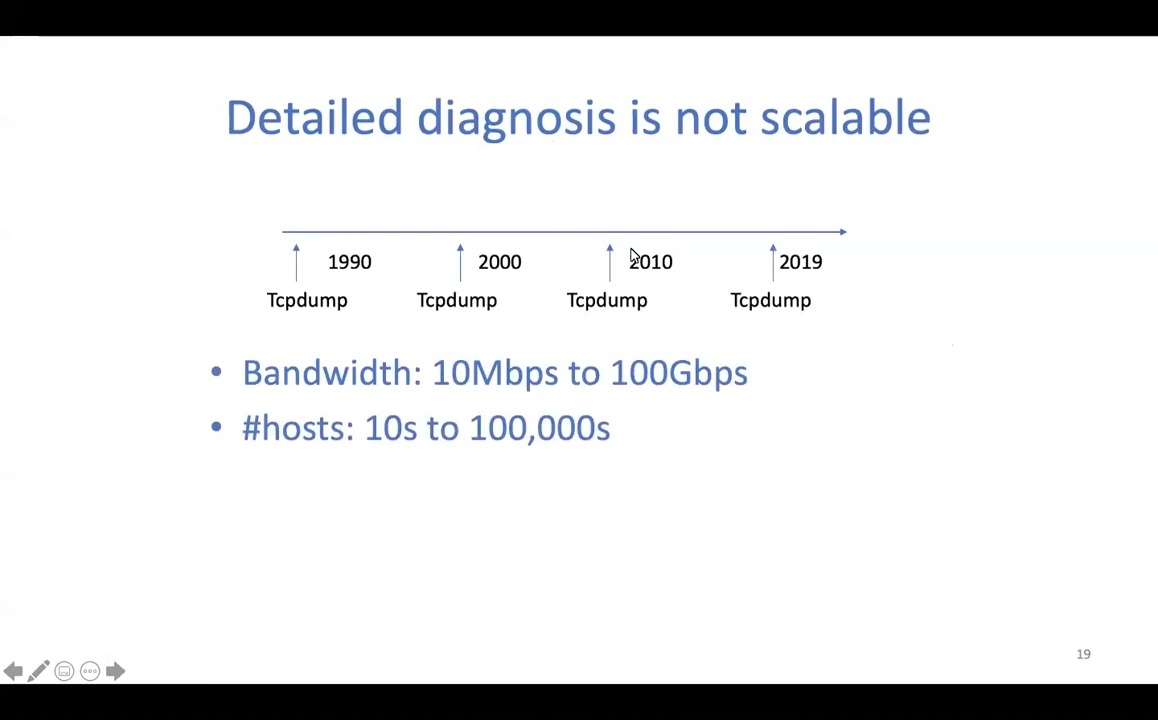 Detailed diagnosis is not scalable
1990 2000 2010 2019
Tcpdump Tcpdump Tcpdump Tcpdump
• Bandwidth: 10Mbps to 100Gbps
• #hosts: 10s to 100,000s
19